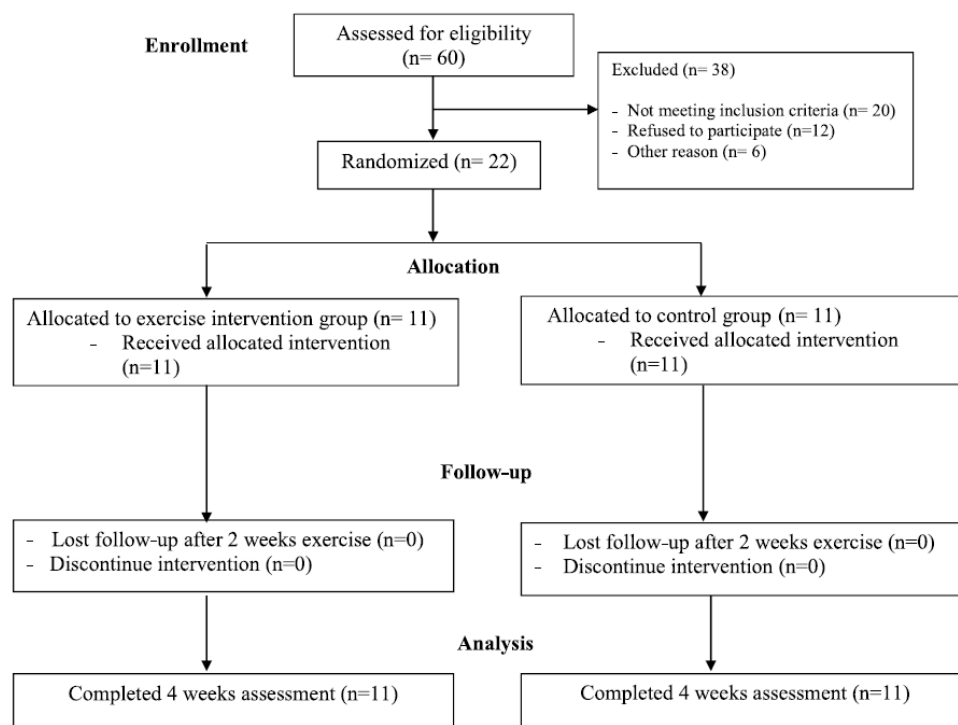 Enrollment
Assessed for eligibility
(n= 60)
Excluded (n= 38)
- Not meeting inclusion criteria (n= 20)
- Refused to participate (n=12)
- Other reason (n= 6)
Randomized (n= 22)
Allocation
Allocated to exercise intervention group (n= 11)
- Received allocated intervention
(n=11)
Allocated to control group (n= 11)
- Received allocated intervention
(n=11)
Follow-up
- Lost follow-up after 2 weeks exercise (n=0)
- Discontinue intervention (n=0)
- Lost follow-up after 2 weeks exercise (n=0)
- Discontinue intervention (n=0)
Analysis
Completed 4 weeks assessment (n=11)
Completed 4 weeks assessment (n=11)